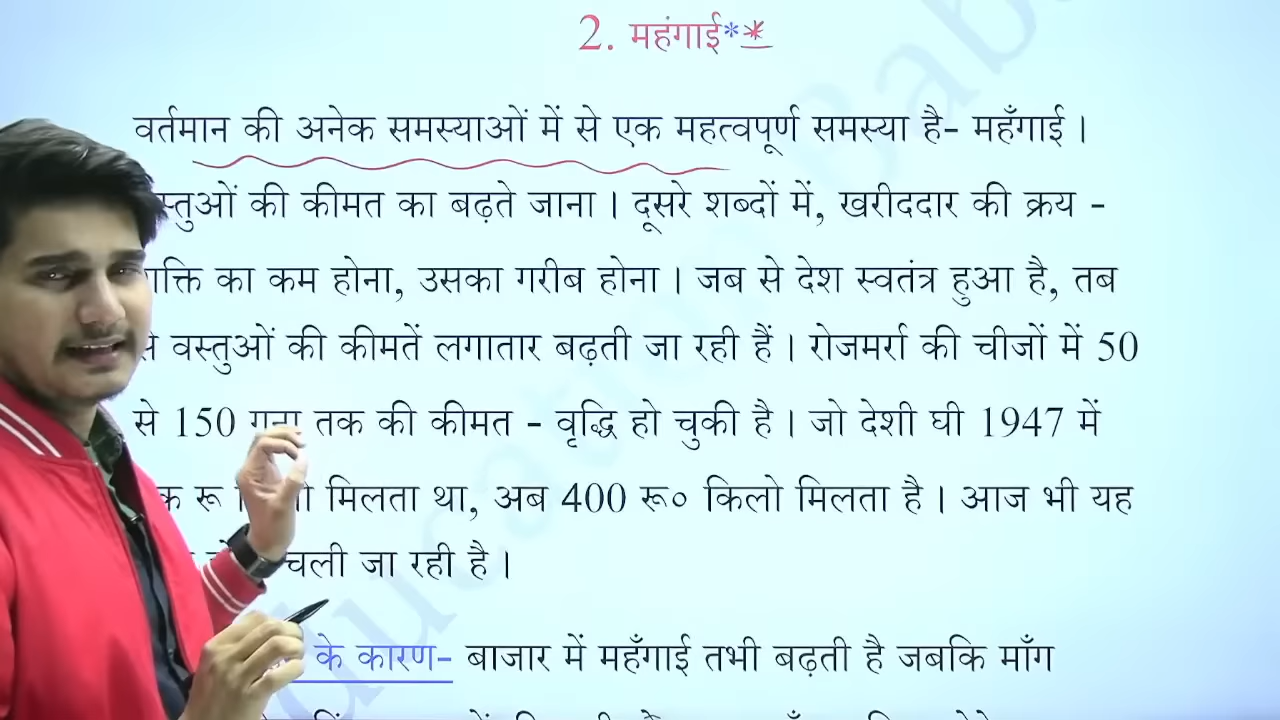 2. महंगाई**
वर्तमान की अनेक समस्याओं में से एक महत्वपूर्ण समस्या है- महँगाई ।
की कीमत का बढ़ते जाना । दूसरे शब्दों में, खरीददार की क्रय -
का कम होना, उसका गरीब होना । जब से देश स्वतंत्र हुआ है, तब
से वस्तुओं की कीमतें लगातार बढ़ती जा रही हैं । रोजमर्रा की चीजों में 50
से 150 गुना तक की कीमत - वृद्धि हो चुकी है । जो देशी घी 1947 में
रू मिलता था, अब 400 रू० किलो मिलता है । आज भी यह
चली जा रही है ।
के कारण- बाजार में महँगाई तभी बढ़ती है जबकि माँग